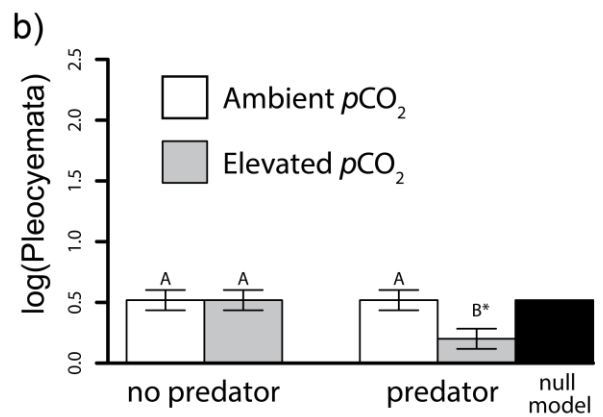 b)
log(Pleocyemata)
2.5
2.0
1.5
1.0
0.5
0.0
Ambient pCO₂
Elevated pCO₂
A
A
A
B*
no predator
predator
null
model